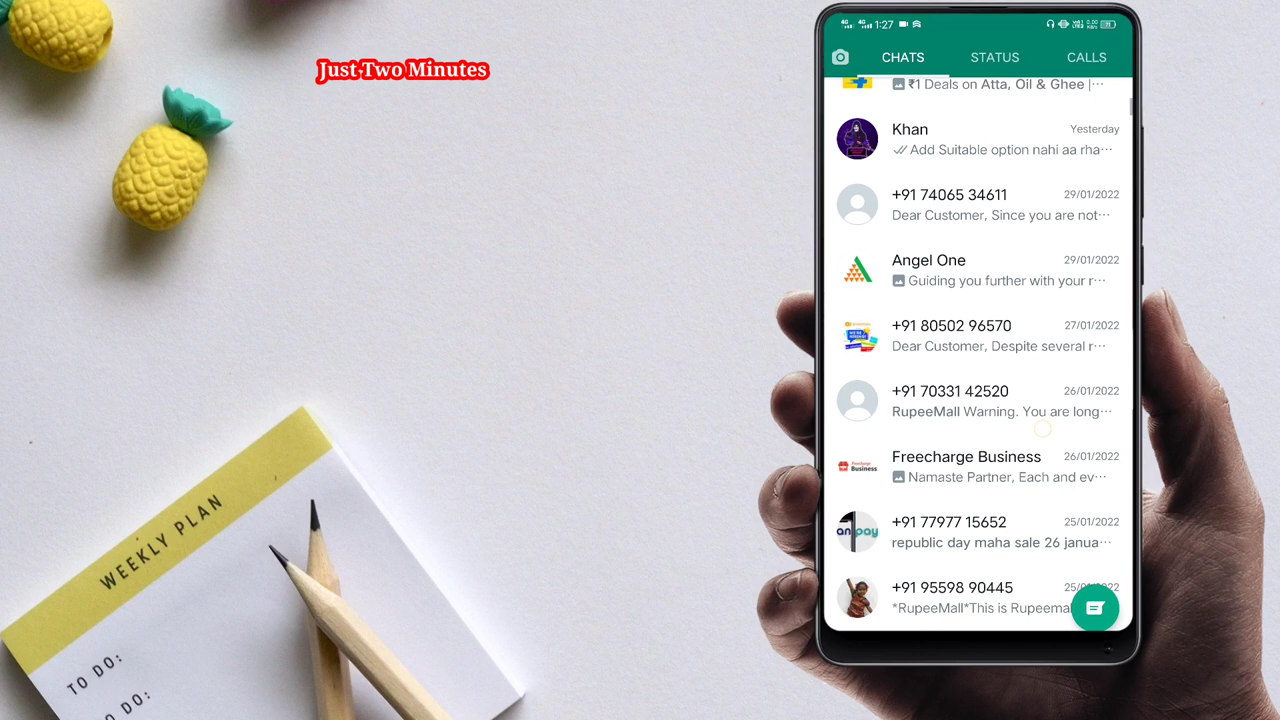 Just Two Minutes
1:27
CHATS
STATUS
CALLS
₹1 Deals on Atta, Oil & Ghee |···
Khan
Yesterday
Add Suitable option nahi aa rha···
+91 74065 34611
29/01/2022
Dear Customer, Since you are not···
Angel One
29/01/2022
Guiding you further with your r···
+91 80502 96570
27/01/2022
Dear Customer, Despite several r···
+91 70331 42520
26/01/2022
RupeeMall Warning. You are long···
Freecharge Business
26/01/2022
Namaste Partner, Each and ev···
+91 77977 15652
25/01/2022
republic day maha sale 26 janua···
+91 95598 90445
*RupeeMall*This is Rupeema
WEEKLY PLAN
TO DO:
DO: